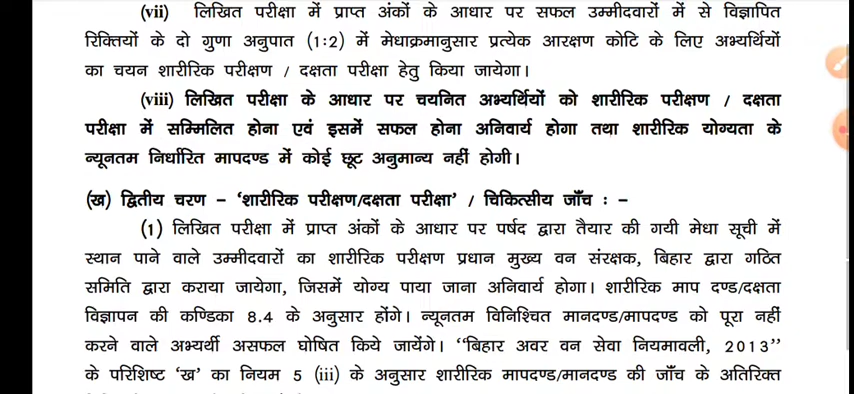 (vii) लिखित परीक्षा में प्राप्त अंकों के आधार पर सफल उम्मीदवारों में से विज्ञापित
रिक्तियों के दो गुणा अनुपात (1:2) में मेधाक्रमानुसार प्रत्येक आरक्षण कोटि के लिए अभ्यर्थियों
का चयन शारीरिक परीक्षण / दक्षता परीक्षा हेतु किया जायेगा।
(viii) लिखित परीक्षा के आधार पर चयनित अभ्यर्थियों को शारीरिक परीक्षण / दक्षता
परीक्षा में सम्मिलित होना एवं इसमें सफल होना अनिवार्य होगा तथा शारीरिक योग्यता के
न्यूनतम निर्धारित मापदण्ड में कोई छूट अनुमान्य नहीं होगी।
(ख) द्वितीय चरण – ‘शारीरिक परीक्षण/दक्षता परीक्षा’ / चिकित्सीय जाँच : –
(1) लिखित परीक्षा में प्राप्त अंकों के आधार पर पर्षद द्वारा तैयार की गयी मेधा सूची में
स्थान पाने वाले उम्मीदवारों का शारीरिक परीक्षण प्रधान मुख्य वन संरक्षक, बिहार द्वारा गठित
समिति द्वारा कराया जायेगा, जिसमें योग्य पाया जाना अनिवार्य होगा। शारीरिक माप दण्ड/दक्षता
विज्ञापन की कण्डिका 8.4 के अनुसार होंगे। न्यूनतम विनिश्चित मानदण्ड/मापदण्ड को पूरा नहीं
करने वाले अभ्यर्थी असफल घोषित किये जायेंगे। “बिहार अवर वन सेवा नियमावली, 2013”
के परिशिष्ट ‘ख’ का नियम 5 (iii) के अनुसार शारीरिक मापदण्ड/मानदण्ड की जाँच के अतिरिक्त